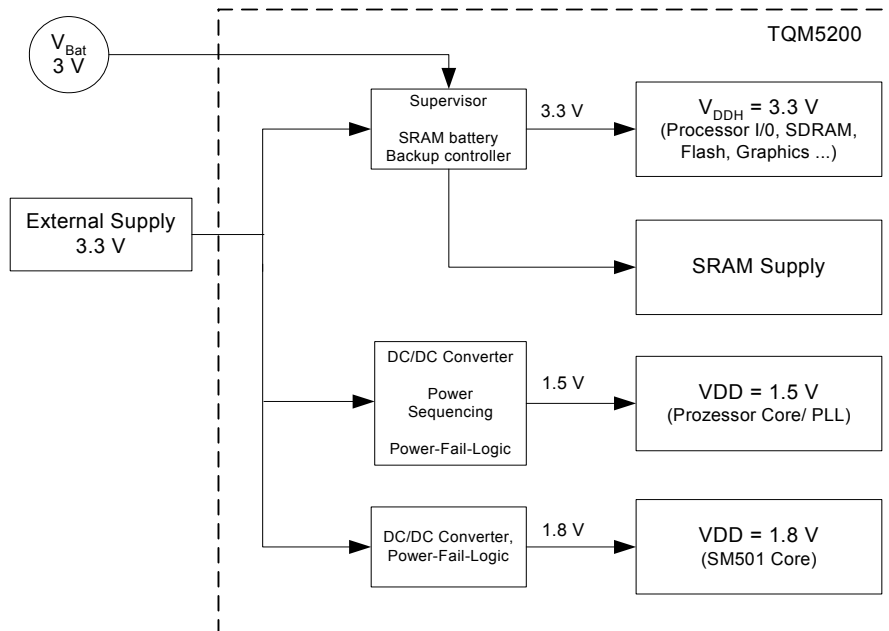 TQM5200
V_Bat
3 V
Supervisor
SRAM battery
Backup controller
3.3 V
V_DDH = 3.3 V
(Processor I/0, SDRAM,
Flash, Graphics ...)
External Supply
3.3 V
SRAM Supply
DC/DC Converter
Power
Sequencing
Power-Fail-Logic
1.5 V
VDD = 1.5 V
(Prozessor Core/ PLL)
DC/DC Converter,
Power-Fail-Logic
1.8 V
VDD = 1.8 V
(SM501 Core)